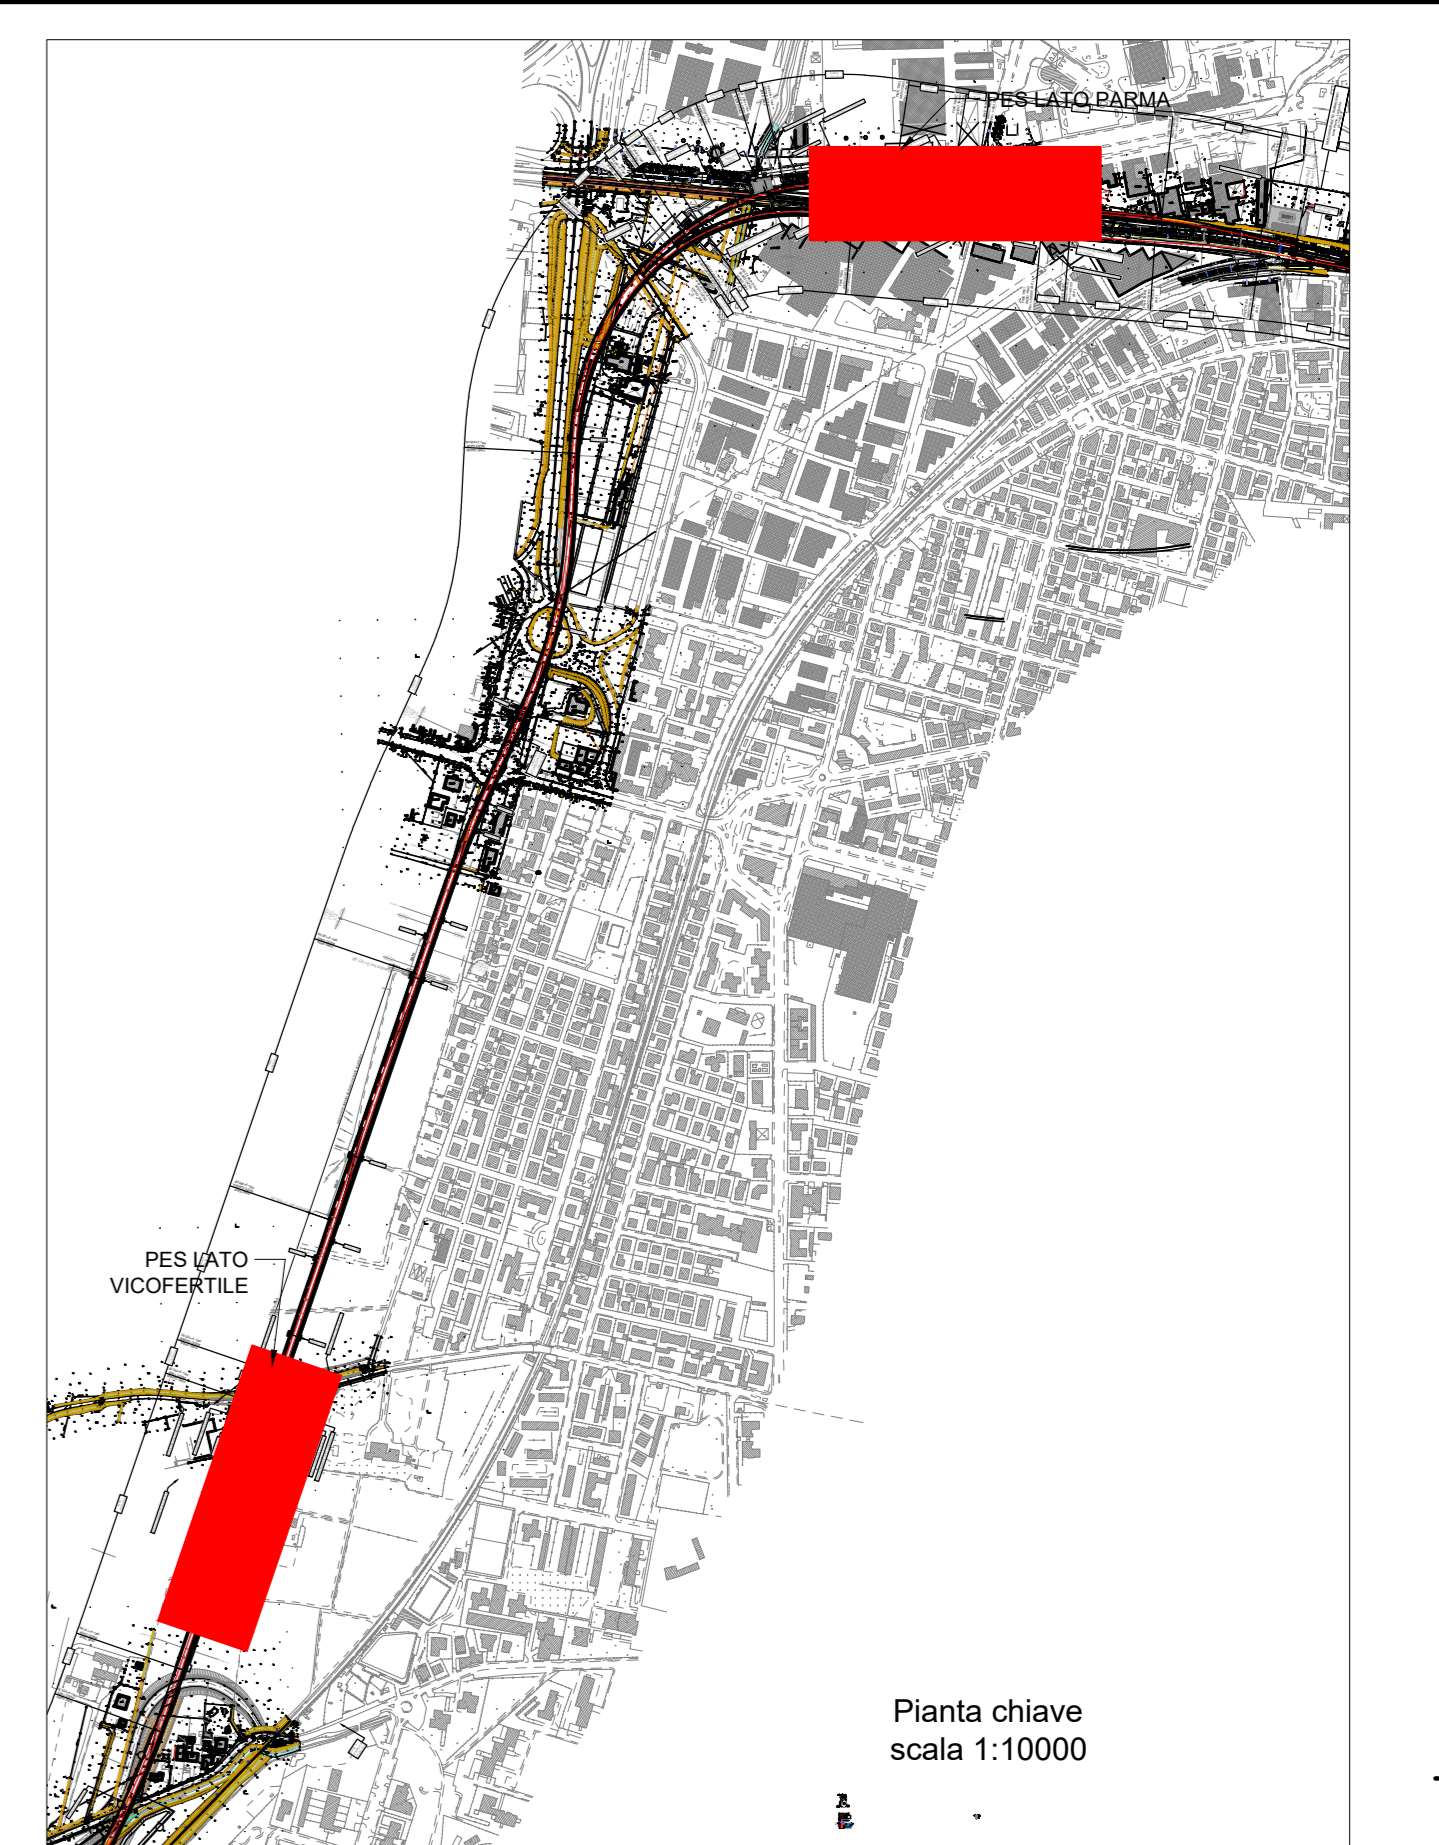 PES LATO PARMA
PES LATO
VICOFERTILE
Pianta chiave
scala 1:10000